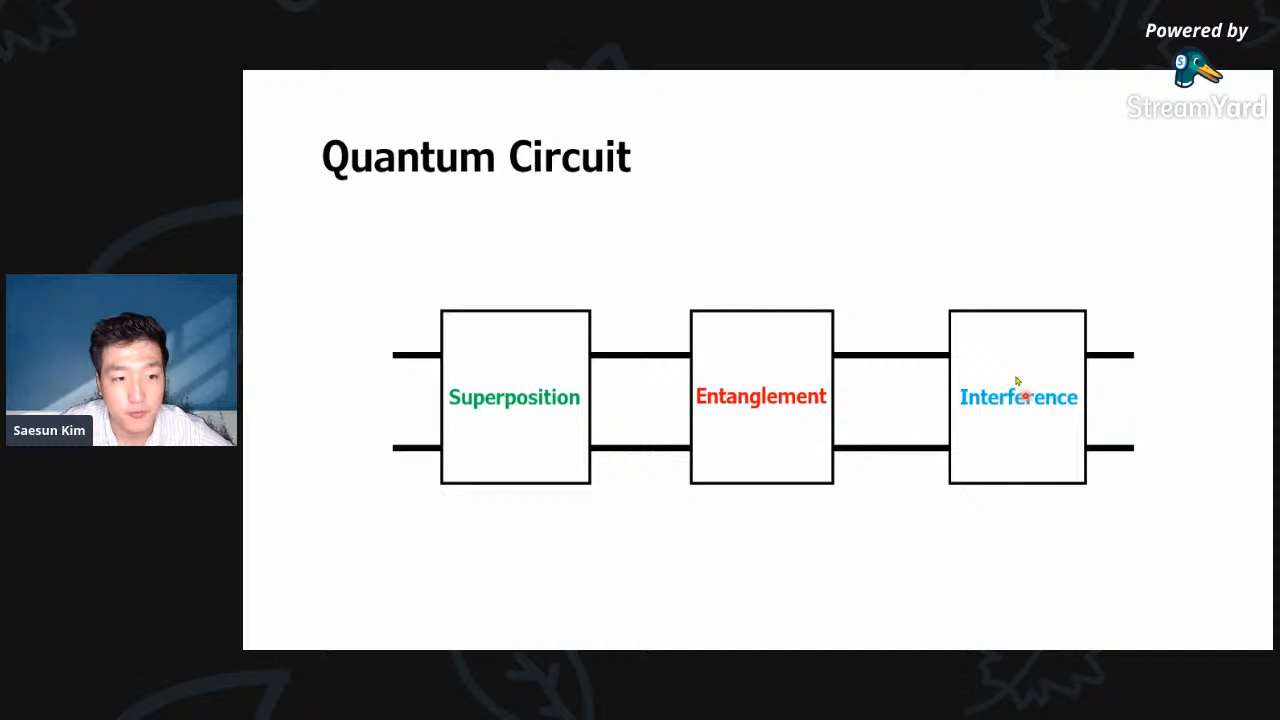 Powered by
StreamYard
Quantum Circuit
Superposition
Entanglement
Interference
Saesun Kim